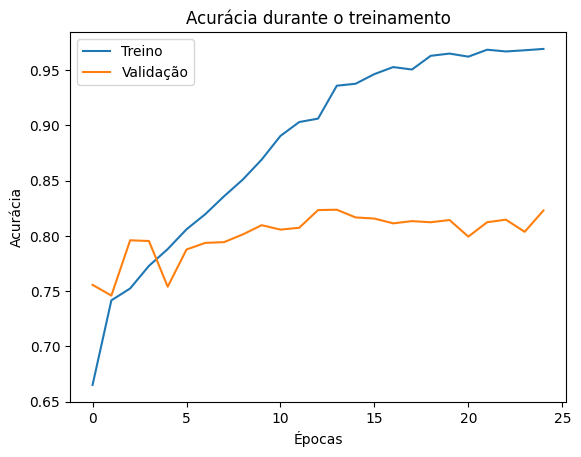 Acurácia durante o treinamento
Treino
Validação
0.95
0.90
0.85
0.80
0.75
0.70
0.65
Acurácia
0 5 10 15 20 25
Épocas